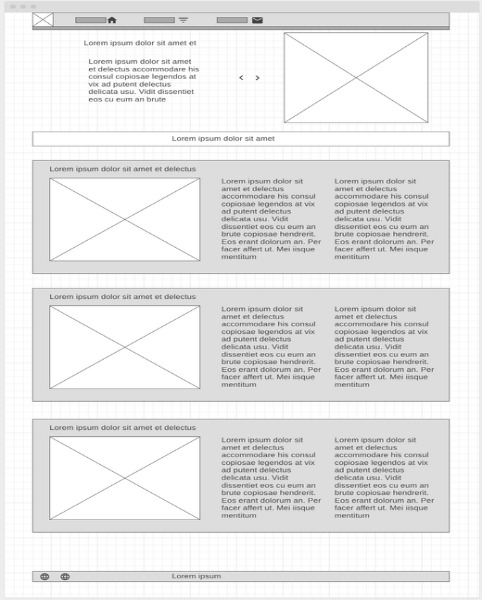 Lorem ipsum dolor sit amet et
Lorem ipsum dolor sit amet
et delectus accommodare his
consul copiosae legendos at
vix ad putent delectus
delicata usu. Vidit dissentiet
eos cu eum an brute
Lorem ipsum dolor sit amet
Lorem ipsum dolor sit amet et delectus
Lorem ipsum dolor sit
amet et delectus
accommodare his consul
copiosae legendos at vix
ad putent delectus
delicata usu. Vidit
dissentiet eos cu eum an
brute copiosae hendrerit.
Eos erant dolorum an. Per
facer affert ut. Mei iisque
mentitum
Lorem ipsum dolor sit
amet et delectus
accommodare his consul
copiosae legendos at vix
ad putent delectus
delicata usu. Vidit
dissentiet eos cu eum an
brute copiosae hendrerit.
Eos erant dolorum an. Per
facer affert ut. Mei iisque
mentitum
Lorem ipsum dolor sit amet et delectus
Lorem ipsum dolor sit
amet et delectus
accommodare his consul
copiosae legendos at vix
ad putent delectus
delicata usu. Vidit
dissentiet eos cu eum an
brute copiosae hendrerit.
Eos erant dolorum an. Per
facer affert ut. Mei iisque
mentitum
Lorem ipsum dolor sit
amet et delectus
accommodare his consul
copiosae legendos at vix
ad putent delectus
delicata usu. Vidit
dissentiet eos cu eum an
brute copiosae hendrerit.
Eos erant dolorum an. Per
facer affert ut. Mei iisque
mentitum
Lorem ipsum dolor sit amet et delectus
Lorem ipsum dolor sit
amet et delectus
accommodare his consul
copiosae legendos at vix
ad putent delectus
delicata usu. Vidit
dissentiet eos cu eum an
brute copiosae hendrerit.
Eos erant dolorum an. Per
facer affert ut. Mei iisque
mentitum
Lorem ipsum dolor sit
amet et delectus
accommodare his consul
copiosae legendos at vix
ad putent delectus
delicata usu. Vidit
dissentiet eos cu eum an
brute copiosae hendrerit.
Eos erant dolorum an. Per
facer affert ut. Mei iisque
mentitum
Lorem ipsum